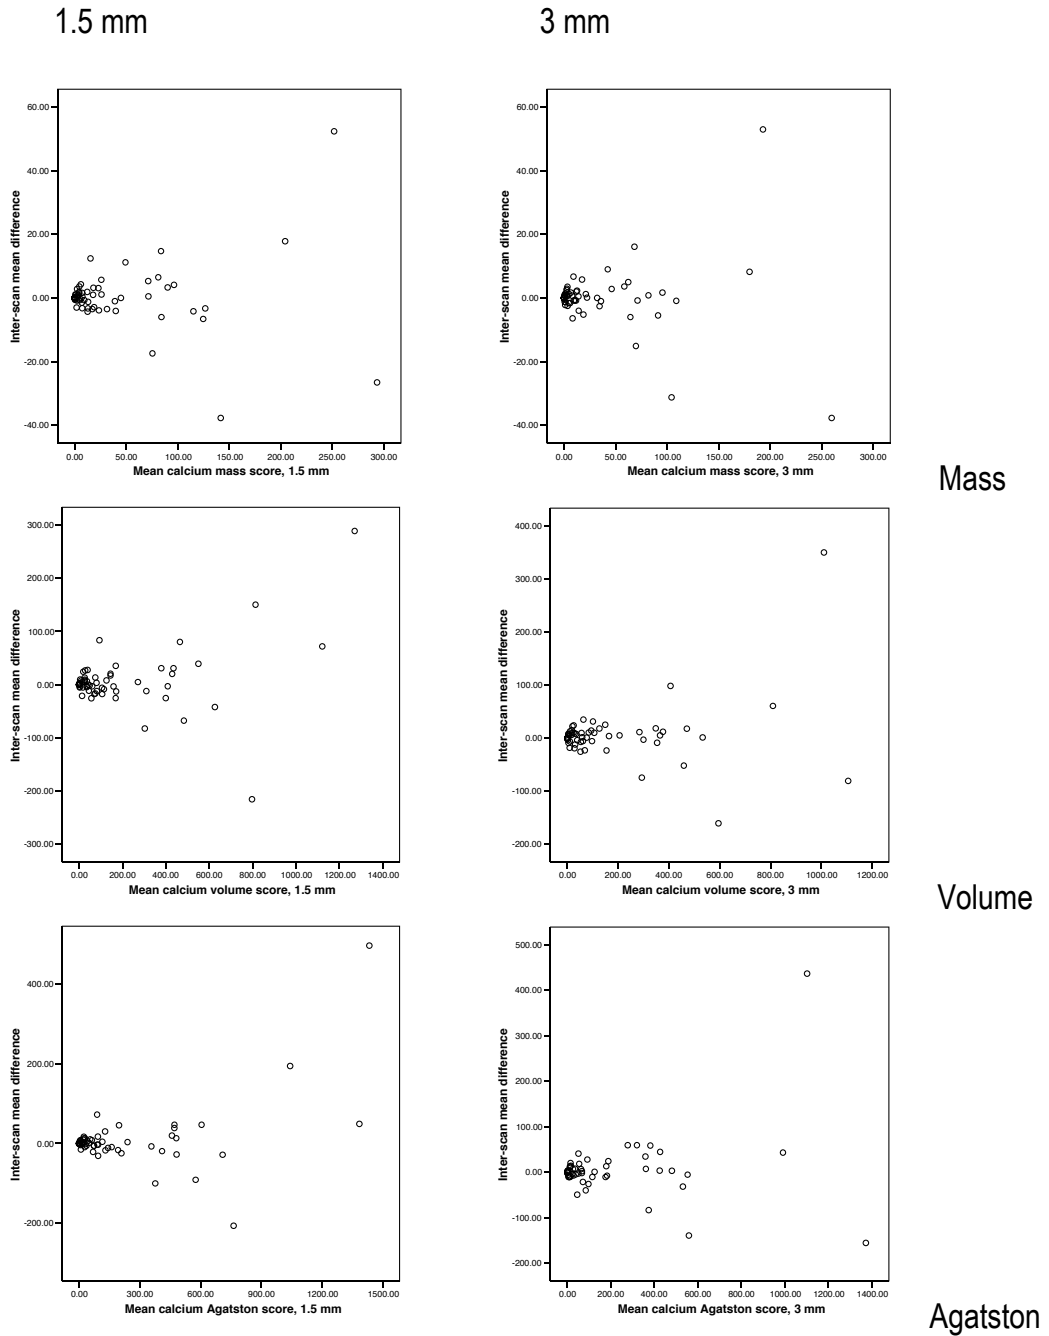 1.5 mm
3 mm
Inter-scan mean difference
60.00
40.00
20.00
0.00
-20.00
-40.00
0.00 50.00 100.00 150.00 200.00 250.00 300.00
Mean calcium mass score, 1.5 mm
Inter-scan mean difference
60.00
40.00
20.00
0.00
-20.00
-40.00
0.00 50.00 100.00 150.00 200.00 250.00 300.00
Mean calcium mass score, 3 mm
Mass
Inter-scan mean difference
300.00
200.00
100.00
0.00
-100.00
-200.00
-300.00
0.00 200.00 400.00 600.00 800.00 1000.00 1200.00 1400.00
Mean calcium volume score, 1.5 mm
Inter-scan mean difference
400.00
300.00
200.00
100.00
0.00
-100.00
-200.00
0.00 200.00 400.00 600.00 800.00 1000.00 1200.00
Mean calcium volume score, 3 mm
Volume
Inter-scan mean difference
400.00
200.00
0.00
-200.00
0.00 300.00 600.00 900.00 1200.00 1500.00
Mean calcium Agatston score, 1.5 mm
Inter-scan mean difference
500.00
400.00
300.00
200.00
100.00
0.00
-100.00
-200.00
0.00 200.00 400.00 600.00 800.00 1000.00 1200.00 1400.00
Mean calcium Agatston score, 3 mm
Agatston